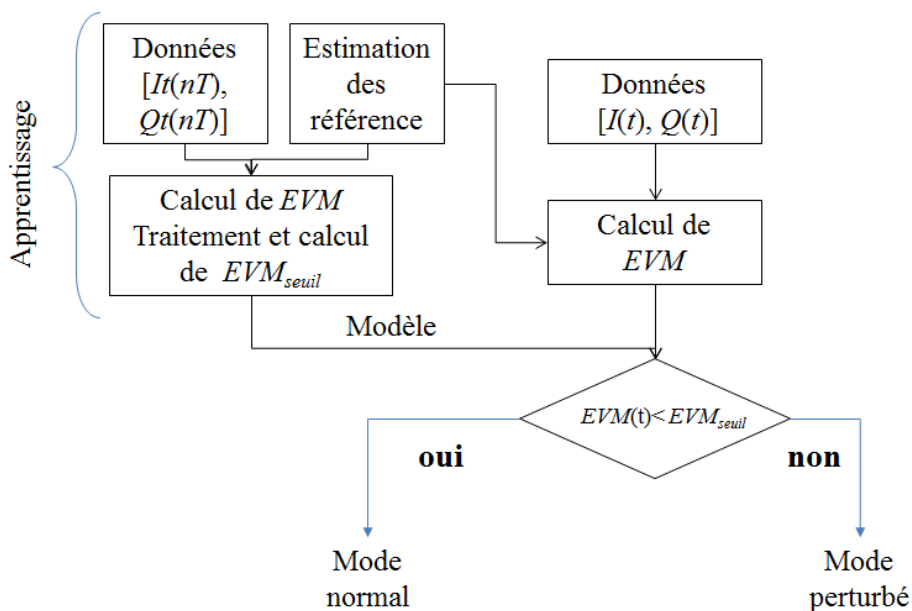 Apprentissage
Données
[It(nT),
Qt(nT)]
Estimation
des
référence
Données
[I(t), Q(t)]
Calcul de EVM
Traitement et calcul
de EVMseuil
Calcul de
EVM
Modèle
EVM(t)< EVMseuil
oui
non
Mode
normal
Mode
perturbé